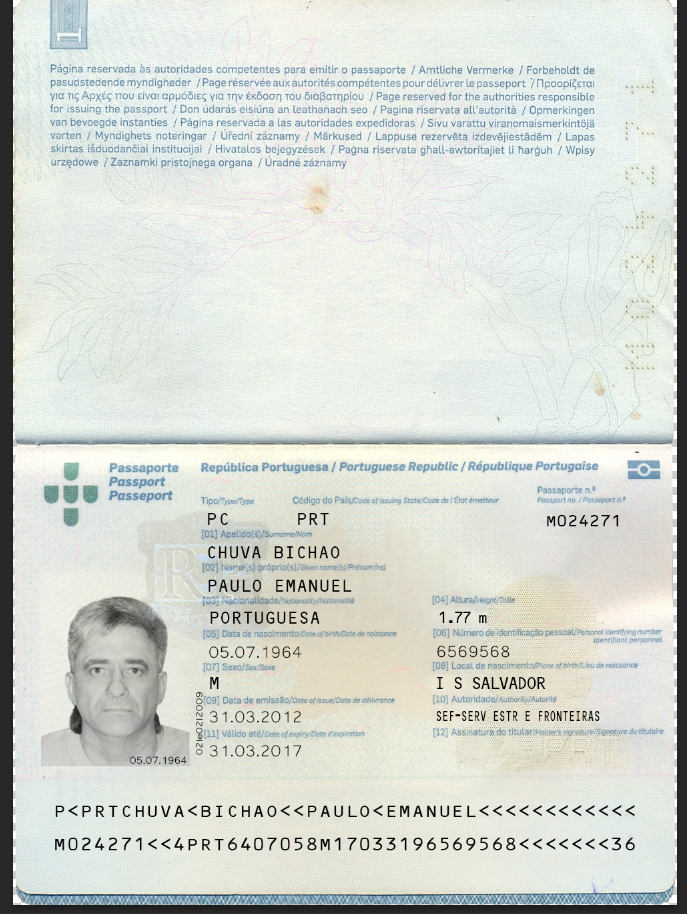 1
Página reservada às autoridades competentes para emitir o passaporte / Amtliche Vermerke / Forbeholdt de
pasudstedende myndigheder / Page réservée aux autorités compétentes pour délivrer le passeport / Προορίζεται
για τις Αρχές που είναι αρμόδιες για την έκδοση του διαβατηρίου / Page reserved for the authorities responsible
for issuing the passport / Don údarás eisiúna an leathanach seo / Pagina riservata all'autorità / Opmerkingen
van bevoegde instanties / Página reservada a las autoridades expedidoras / Sivu varattu viranomaismerkintöjä
varten / Myndighets noteringar / Úřední záznamy / Märkused / Lappuse rezervēta izdevējiestādēm / Lapas
skirtas išduodančiai institucijai / Hivatalos bejegyzések / Paġna riservata għall-awtoritajiet li ħarġuh / Wpisy
urzędowe / Zaznamki pristojnega organa / Úradné záznamy
M024271
Passaporte
Passport
Passeport
República Portuguesa / Portuguese Republic / République Portugaise
Tipo/Type/Type Código do País/Code of issuing State/Code de l'État émetteur Passaporte n.º
Passport no./Passeport n.º
PC PRT M024271
[01] Apelido(s)/Surname/Nom
CHUVA BICHAO
[02] Nome(s) próprio(s)/Given name(s)/Prénom(ns)
PAULO EMANUEL
[03] Nacionalidade/Nationality/Nationalité [04] Altura/Height/Taille
PORTUGUESA 1.77 m
[05] Data de nascimento/Date of birth/Date de naissance [06] Número de identificação pessoal/Personal identifying number
Identifiant personnel
05.07.1964 6569568
[07] Sexo/Sex/Sexe [08] Local de nascimento/Place of birth/Lieu de naissance
M I S SALVADOR
[09] Data de emissão/Date of issue/Date de délivrance [10] Autoridade/Authority/Autorité
31.03.2012 SEF-SERV ESTR E FRONTEIRAS
[11] Válido até/Date of expiry/Date d'expiration [12] Assinatura do titular/Holder's signature/Signature du titulaire
31.03.2017
05.07.1964
P<PRTCHUVA<BICHAO<<PAULO<EMANUEL<<<<<<<<<<<<
M024271<<4PRT6407058M17033196569568<<<<<<<36